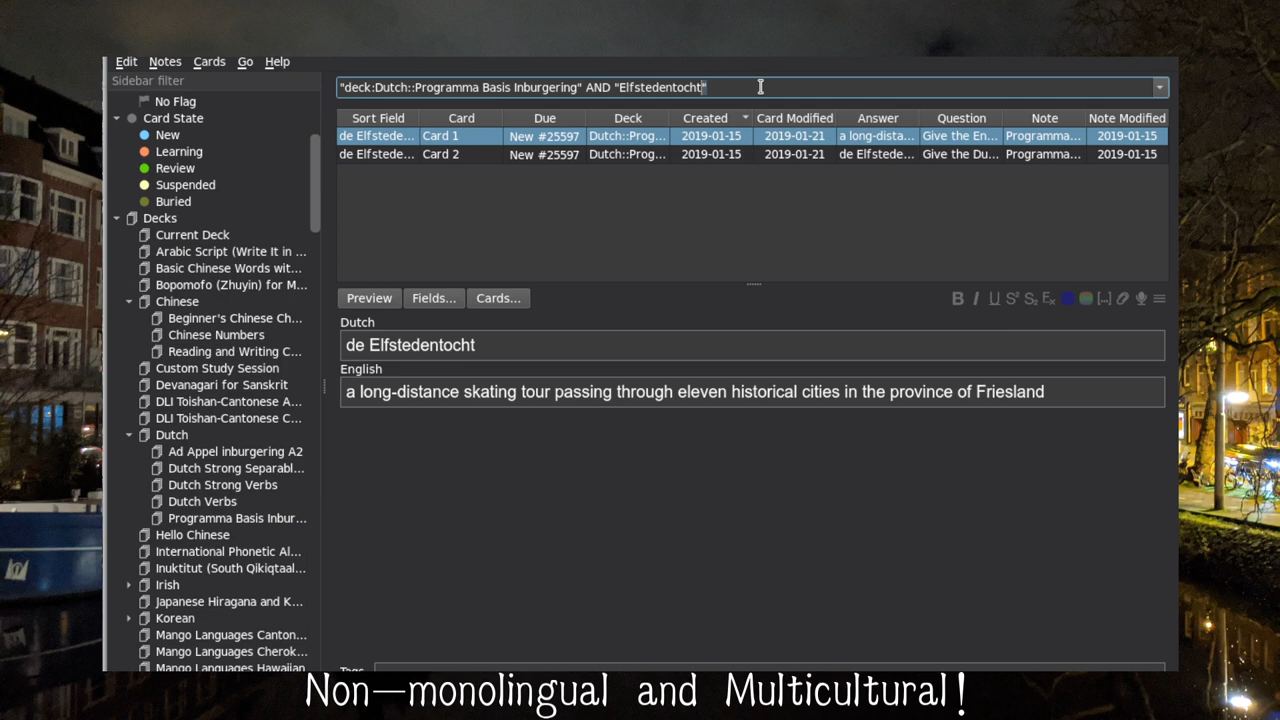 Edit Notes Cards Go Help
Sidebar filter
No Flag
Card State
New
Learning
Review
Suspended
Buried
Decks
Current Deck
Arabic Script (Write It in ...
Basic Chinese Words wit...
Bopomofo (Zhuyin) for M...
Chinese
Beginner's Chinese Ch...
Chinese Numbers
Reading and Writing C...
Custom Study Session
Devanagari for Sanskrit
DLI Toishan-Cantonese A...
DLI Toishan-Cantonese C...
Dutch
Ad Appel inburgering A2
Dutch Strong Separabl...
Dutch Strong Verbs
Dutch Verbs
Programma Basis Inbur...
Hello Chinese
International Phonetic Al...
Inuktitut (South Qikiqtaal...
Irish
Japanese Hiragana and K...
Korean
Mango Languages Canton...
Mango Languages Cherok...
Mango Languages Hawaiian
"deck:Dutch::Programma Basis Inburgering" AND "Elfstedentocht"
Sort Field Card Due Deck Created Card Modified Answer Question Note Note Modified
de Elfstede... Card 1 New #25597 Dutch::Prog... 2019-01-15 2019-01-21 a long-dista... Give the En... Programma... 2019-01-15
de Elfstede... Card 2 New #25597 Dutch::Prog... 2019-01-15 2019-01-21 de Elfstede... Give the Du... Programma... 2019-01-15
Preview Fields... Cards...
B I U S² S₂ Eₓ [...]
Dutch
de Elfstedentocht
English
a long-distance skating tour passing through eleven historical cities in the province of Friesland
Tags
Non—monolingual and Multicultural!